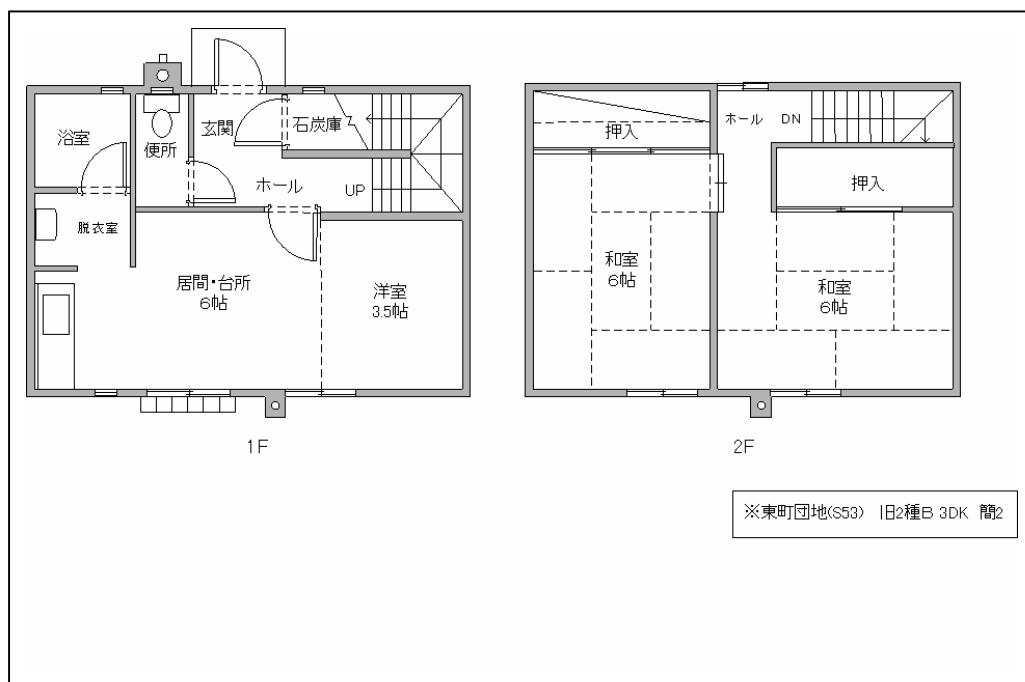 浴室
便所
玄関
石炭庫
ホール
UP
脱衣室
居間・台所
6帖
洋室
3.5帖
1F
押入
ホール DN
押入
和室
6帖
和室
6帖
2F
※東町団地(S53) 旧2種B 3DK 簡2